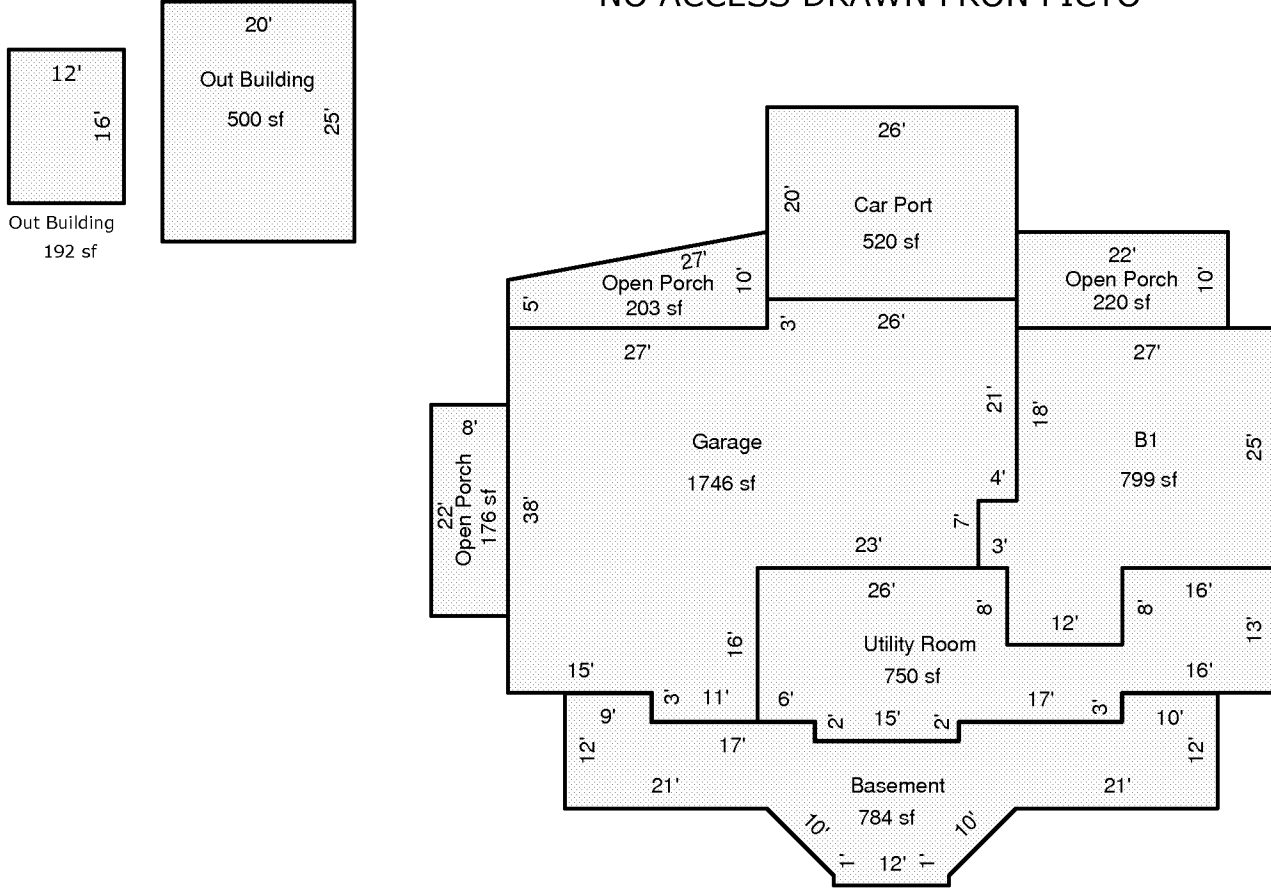 NO ACCESS DRAWN FRON PICTO
20'
Out Building
500 sf
25'
12'
16'
Out Building
192 sf
26'
20'
Car Port
520 sf
27'
Open Porch
203 sf
5'
10'
22'
Open Porch
220 sf
10'
3'
26'
27'
Garage
1746 sf
38'
21'
4'
7'
23'
27'
18'
B1
799 sf
25'
3'
12'
8'
22'
Open Porch
176 sf
26'
8'
Utility Room
750 sf
16'
8'
16'
13'
16'
15'
3'
11'
6'
2'
15'
2'
17'
3'
9'
12'
17'
21'
Basement
784 sf
10'
12'
21'
10'
10'
1'
12'
1'